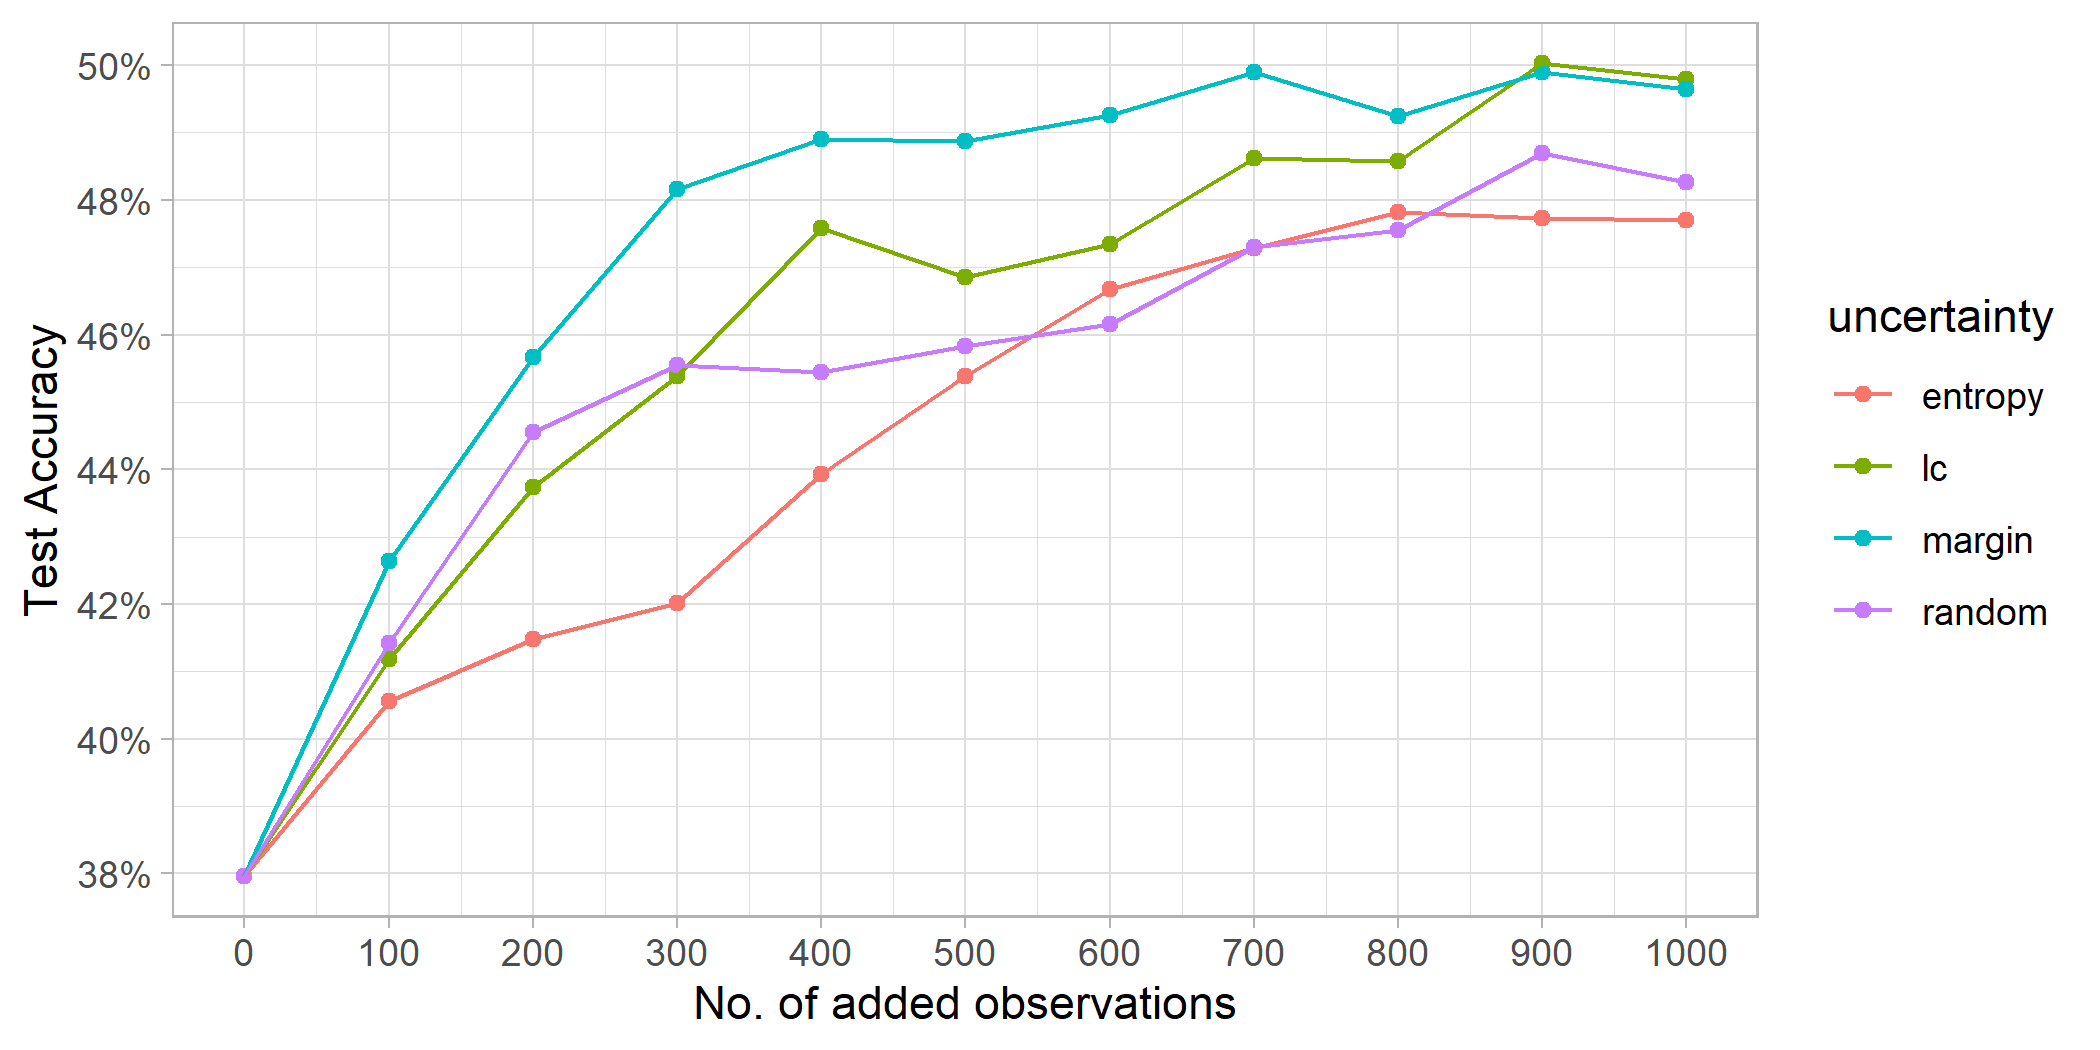 50%
48%
46%
44%
42%
40%
38%
Test Accuracy
0 100 200 300 400 500 600 700 800 900 1000
No. of added observations
uncertainty
entropy
lc
margin
random